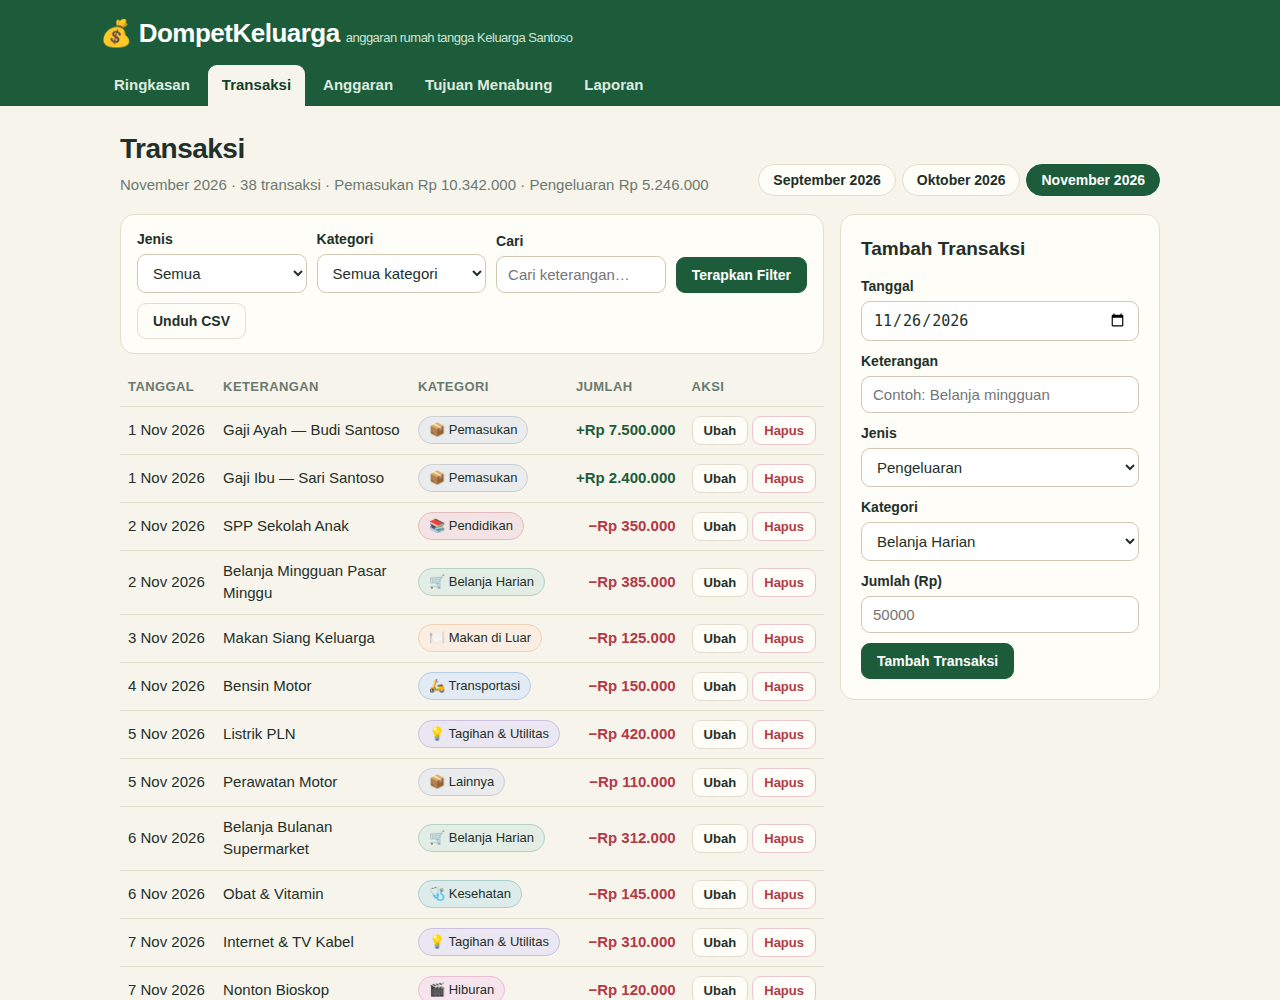 💰 DompetKeluarga anggaran rumah tangga Keluarga Santoso
Ringkasan Transaksi Anggaran Tujuan Menabung Laporan
Transaksi
November 2026 · 38 transaksi · Pemasukan Rp 10.342.000 · Pengeluaran Rp 5.246.000
September 2026 Oktober 2026 November 2026
Jenis Kategori Cari
Semua Semua kategori Cari keterangan… Terapkan Filter
Unduh CSV
TANGGAL KETERANGAN KATEGORI JUMLAH AKSI
1 Nov 2026 Gaji Ayah — Budi Santoso 📦 Pemasukan +Rp 7.500.000 Ubah Hapus
1 Nov 2026 Gaji Ibu — Sari Santoso 📦 Pemasukan +Rp 2.400.000 Ubah Hapus
2 Nov 2026 SPP Sekolah Anak 📚 Pendidikan −Rp 350.000 Ubah Hapus
2 Nov 2026 Belanja Mingguan Pasar Minggu 🛒 Belanja Harian −Rp 385.000 Ubah Hapus
3 Nov 2026 Makan Siang Keluarga 🍽️ Makan di Luar −Rp 125.000 Ubah Hapus
4 Nov 2026 Bensin Motor 🛵 Transportasi −Rp 150.000 Ubah Hapus
5 Nov 2026 Listrik PLN 💡 Tagihan & Utilitas −Rp 420.000 Ubah Hapus
5 Nov 2026 Perawatan Motor 📦 Lainnya −Rp 110.000 Ubah Hapus
6 Nov 2026 Belanja Bulanan Supermarket 🛒 Belanja Harian −Rp 312.000 Ubah Hapus
6 Nov 2026 Obat & Vitamin 🩺 Kesehatan −Rp 145.000 Ubah Hapus
7 Nov 2026 Internet & TV Kabel 💡 Tagihan & Utilitas −Rp 310.000 Ubah Hapus
7 Nov 2026 Nonton Bioskop 🎬 Hiburan −Rp 120.000 Ubah Hapus
Tambah Transaksi
Tanggal
11/26/2026
Keterangan
Contoh: Belanja mingguan
Jenis
Pengeluaran
Kategori
Belanja Harian
Jumlah (Rp)
50000
Tambah Transaksi